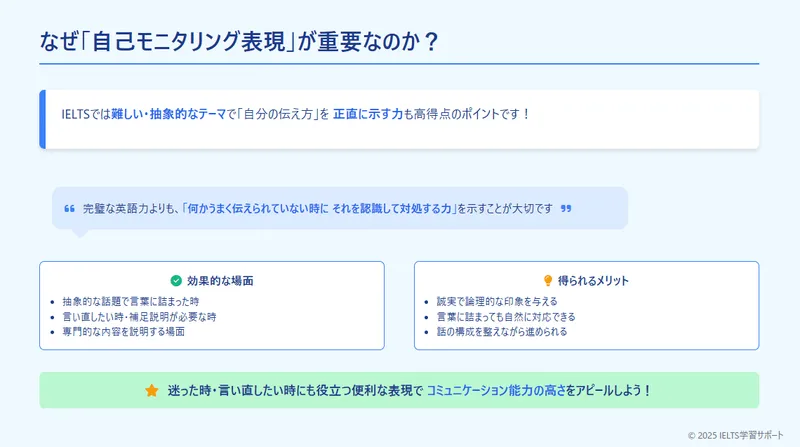 なぜ「自己モニタリング表現」が重要なのか？
IELTSでは難しい・抽象的なテーマで「自分の伝え方」を 正直に示す力も高得点のポイントです！
❝ 完璧な英語力よりも、「何かうまく伝えられていない時に それを認識して対処する力」を示すことが大切です ❞
効果的な場面
• 抽象的な話題で言葉に詰まった時
• 言い直したい時・補足説明が必要な時
• 専門的な内容を説明する場面
得られるメリット
• 誠実で論理的な印象を与える
• 言葉に詰まっても自然に対応できる
• 話の構成を整えながら進められる
迷った時・言い直したい時にも役立つ便利な表現で コミュニケーション能力の高さをアピールしよう！
© 2025 IELTS学習サポート